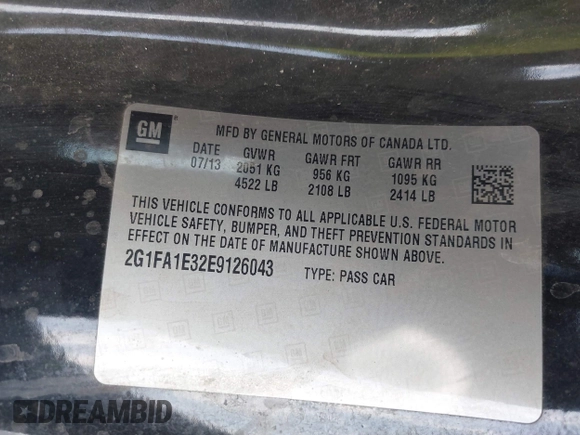 GM
MFD BY GENERAL MOTORS OF CANADA LTD.
DATE GVWR GAWR FRT GAWR RR
07/13 2051 KG 956 KG 1095 KG
4522 LB 2108 LB 2414 LB
THIS VEHICLE CONFORMS TO ALL APPLICABLE U.S. FEDERAL MOTOR
VEHICLE SAFETY, BUMPER, AND THEFT PREVENTION STANDARDS IN
EFFECT ON THE DATE OF MANUFACTURE SHOWN ABOVE.
2G1FA1E32E9126043 TYPE: PASS CAR
DREAMBID